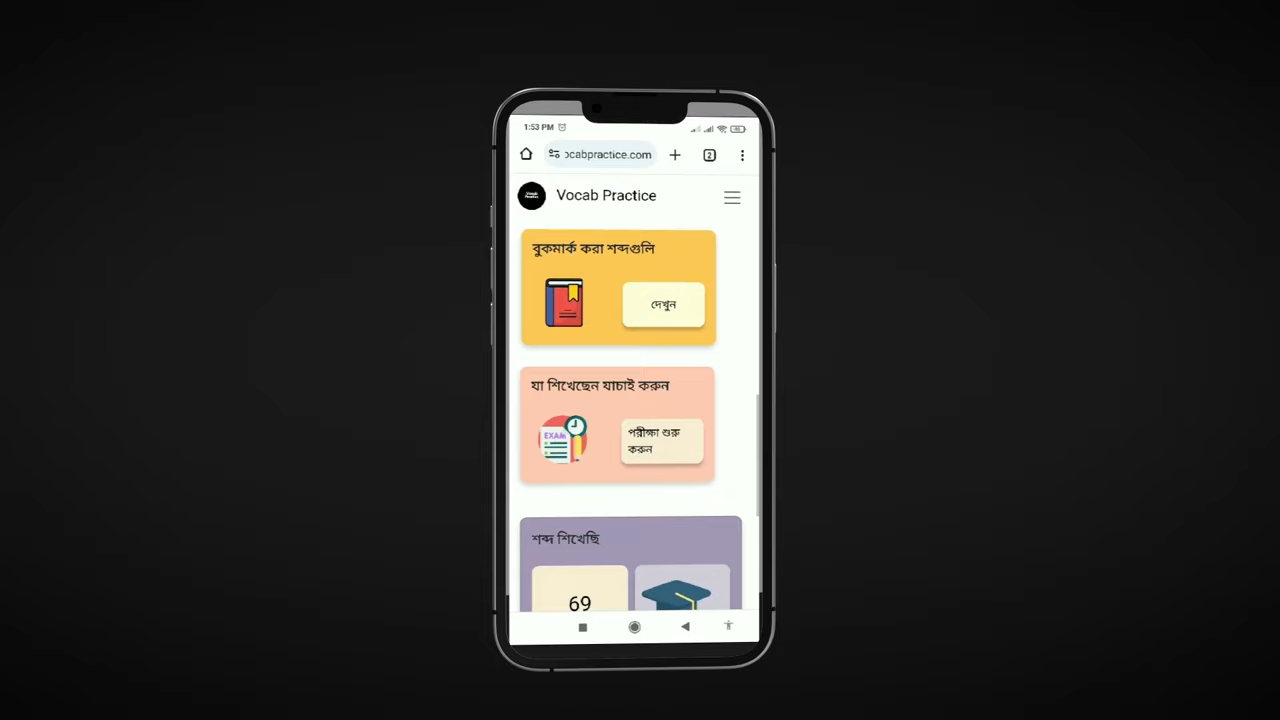 1:53 PM
ocabpractice.com
2
Vocab Practice
বুকমার্ক করা শব্দগুলি
দেখুন
যা শিখেছেন যাচাই করুন
EXAM
পরীক্ষা শুরু
করুন
শব্দ শিখেছি
69